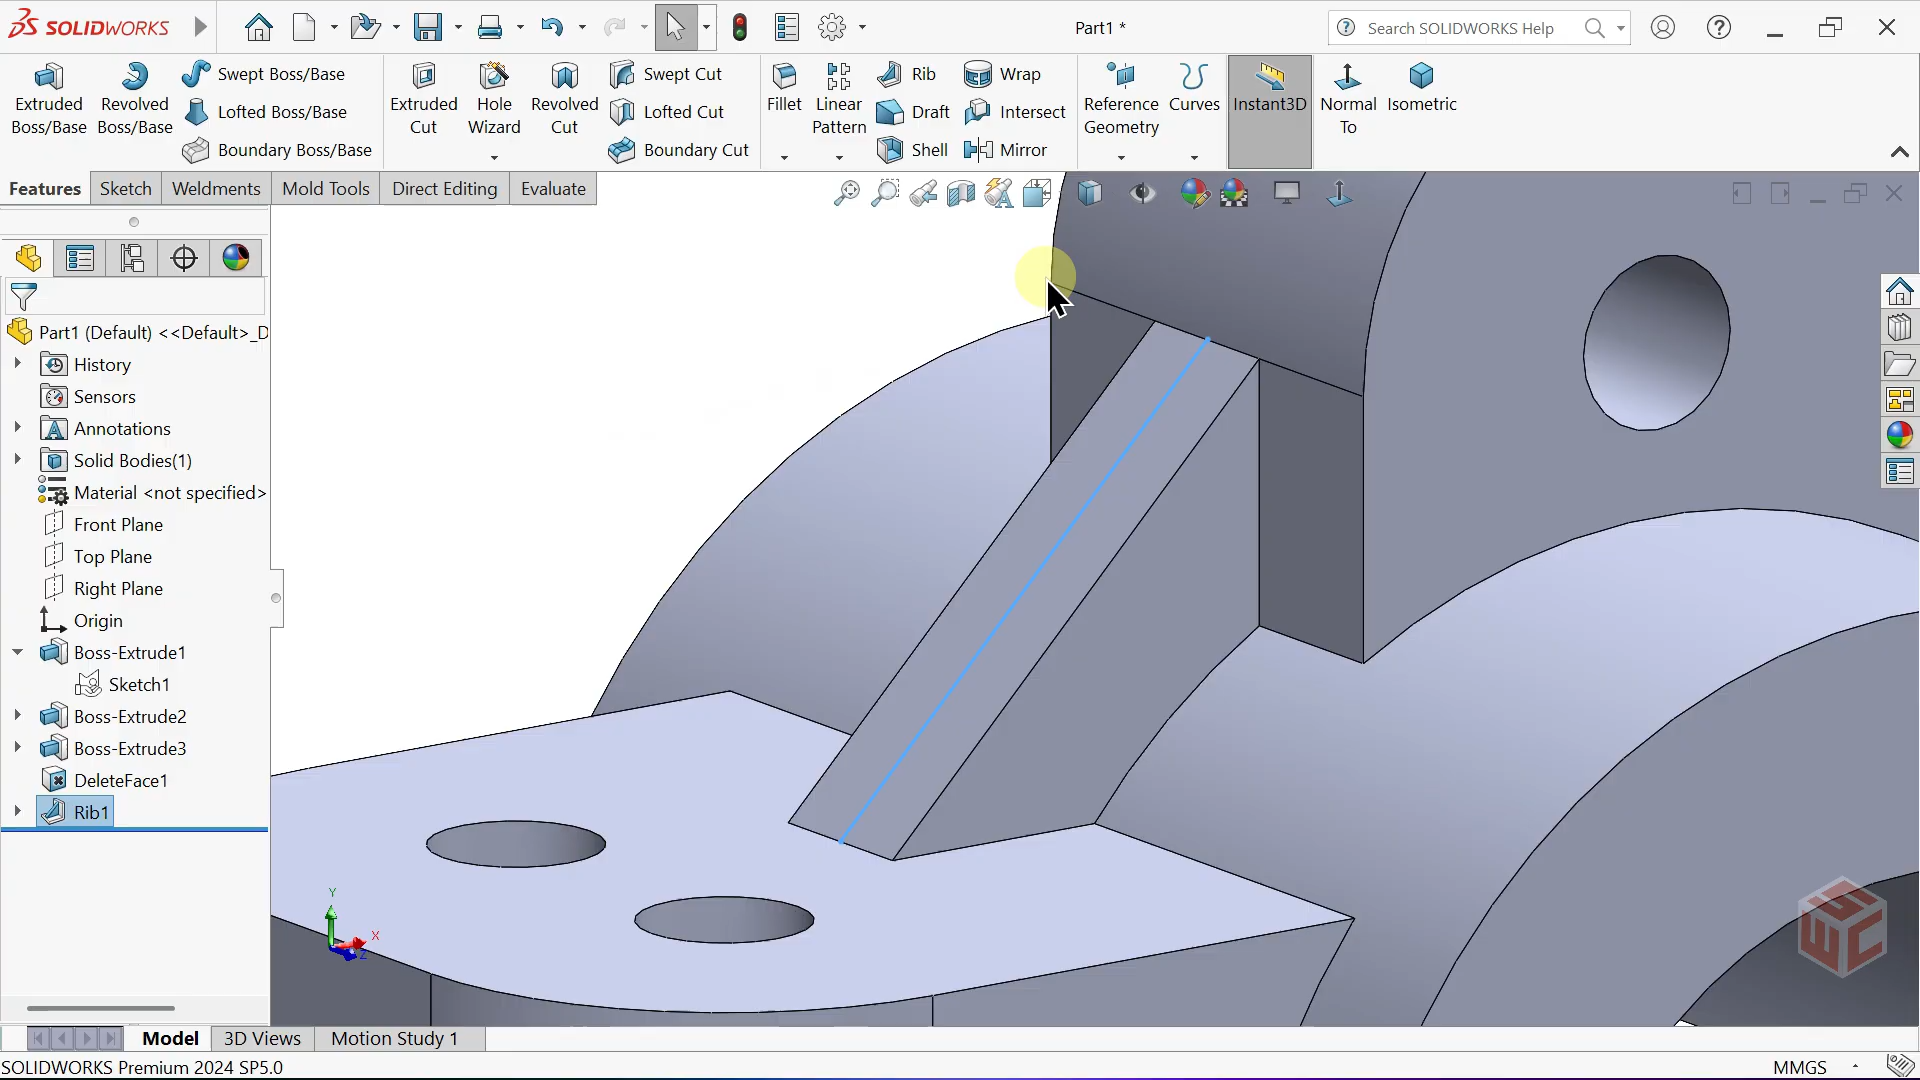 SOLIDWORKS
Part1 *
Search SOLIDWORKS Help
Extruded Boss/Base
Revolved Boss/Base
Swept Boss/Base
Lofted Boss/Base
Boundary Boss/Base
Extruded Cut
Hole Wizard
Revolved Cut
Swept Cut
Lofted Cut
Boundary Cut
Fillet
Linear Pattern
Rib
Draft
Shell
Wrap
Intersect
Mirror
Reference Geometry
Curves
Instant3D
Normal To
Isometric
Features
Sketch
Weldments
Mold Tools
Direct Editing
Evaluate
Part1 (Default) <<Default>_D
History
Sensors
Annotations
Solid Bodies(1)
Material <not specified>
Front Plane
Top Plane
Right Plane
Origin
Boss-Extrude1
Sketch1
Boss-Extrude2
Boss-Extrude3
DeleteFace1
Rib1
Y
X
Z
Model
3D Views
Motion Study 1
SOLIDWORKS Premium 2024 SP5.0
MMGS